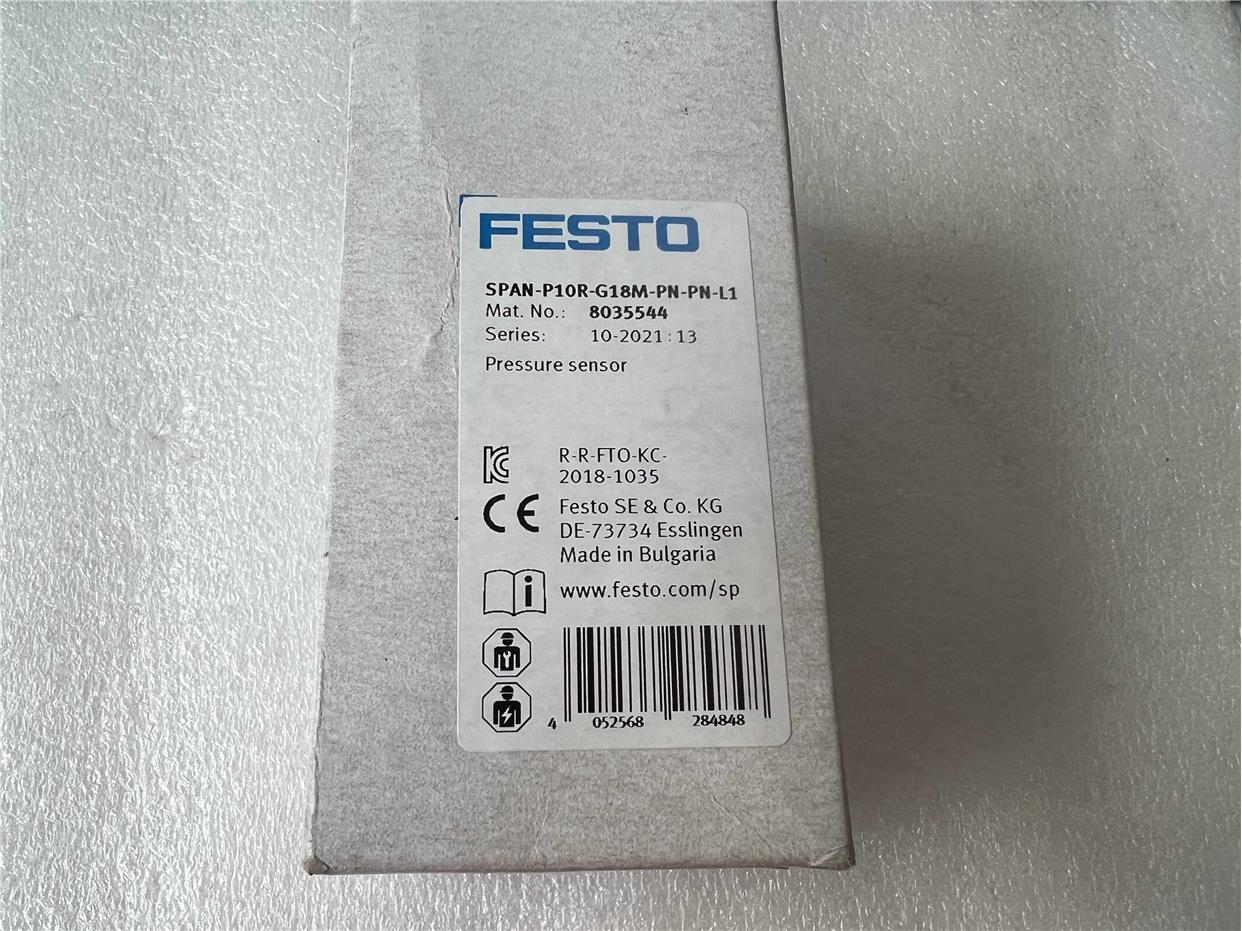 FESTO
SPAN-P10R-G18M-PN-PN-L1
Mat. No.: 8035544
Series: 10-2021:13
Pressure sensor
R-R-FTO-KC-
2018-1035
CE Festo SE & Co. KG
DE-73734 Esslingen
Made in Bulgaria
i www.festo.com/sp
4 052568 284848